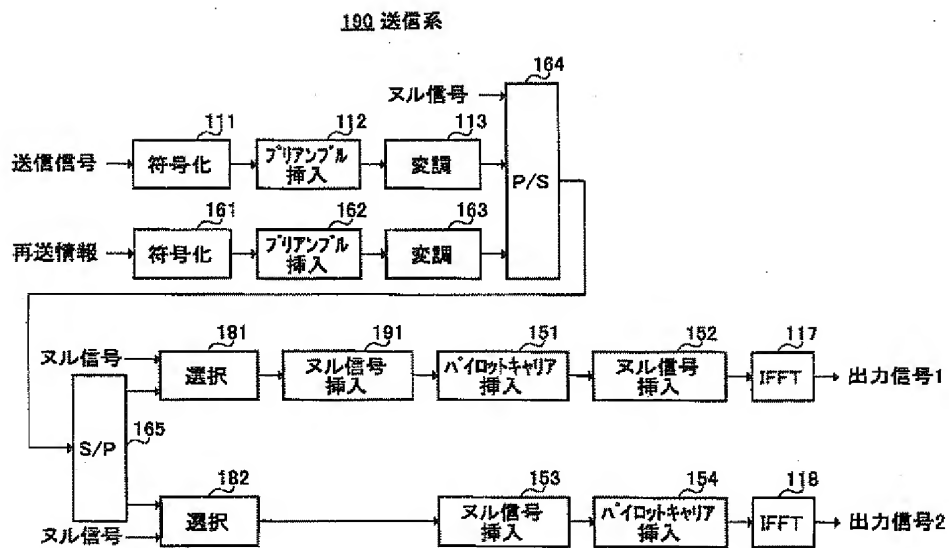 190 送信系
164
ヌル信号
111
112
113
送信信号
符号化
プリアンブル
挿入
変調
P/S
161
162
163
再送情報
符号化
プリアンブル
挿入
変調
181
191
151
152
117
ヌル信号
選択
ヌル信号
挿入
パイロットキャリア
挿入
ヌル信号
挿入
IFFT
出力信号1
S/P
165
182
153
154
118
ヌル信号
選択
ヌル信号
挿入
パイロットキャリア
挿入
IFFT
出力信号2